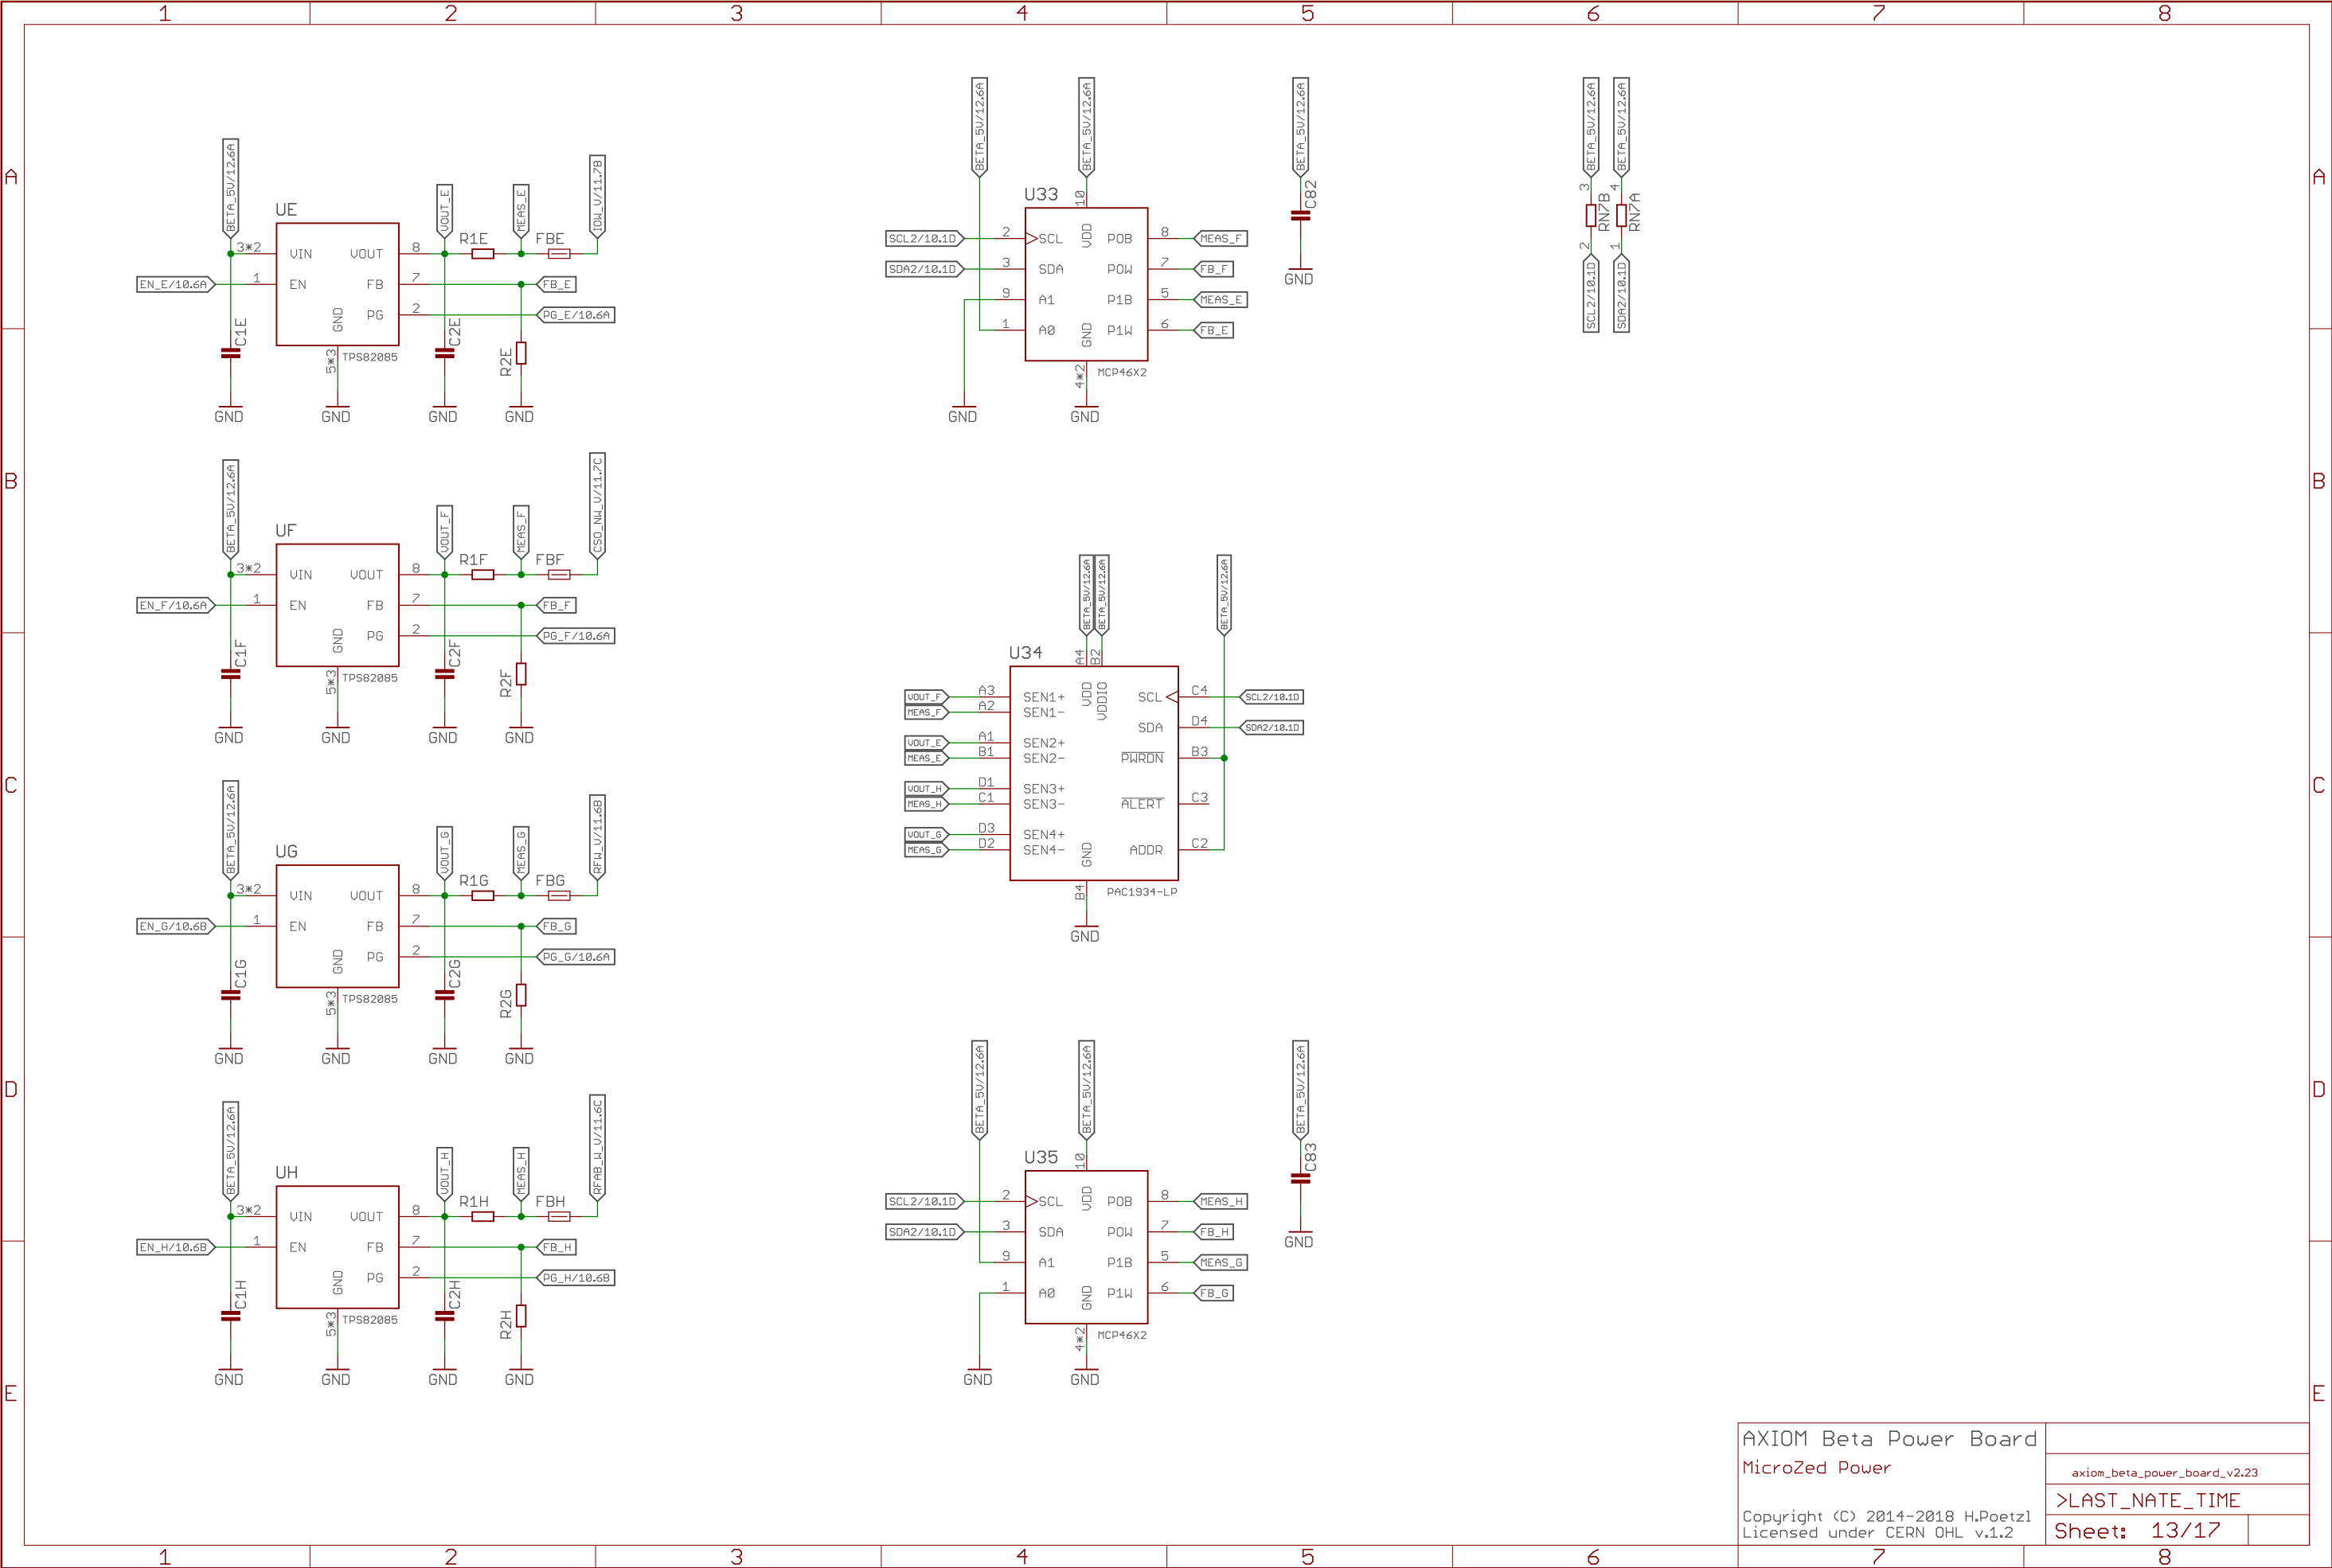 1 2 3 4 5 6 7 8
A A
B B
C C
D D
E E
BETA_5V/12.6A
VOUT_E
MEAS_E
IOW_V/11.7B
UE
R1E
FBE
3*2 VIN VOUT 8
EN_E/10.6A 1 EN FB 7 FB_E
GND PG 2 PG_E/10.6A
C1E
5*3
TPS82085
C2E
R2E
GND GND GND GND
BETA_5V/12.6A
VOUT_F
MEAS_F
CSO_NW_V/11.7C
UF
R1F
FBF
3*2 VIN VOUT 8
EN_F/10.6A 1 EN FB 7 FB_F
GND PG 2 PG_F/10.6A
C1F
5*3
TPS82085
C2F
R2F
GND GND GND GND
BETA_5V/12.6A
VOUT_G
MEAS_G
RFW_V/11.6B
UG
R1G
FBG
3*2 VIN VOUT 8
EN_G/10.6B 1 EN FB 7 FB_G
GND PG 2 PG_G/10.6A
C1G
5*3
TPS82085
C2G
R2G
GND GND GND GND
BETA_5V/12.6A
VOUT_H
MEAS_H
RFAB_W_V/11.6C
UH
R1H
FBH
3*2 VIN VOUT 8
EN_H/10.6B 1 EN FB 7 FB_H
GND PG 2 PG_H/10.6B
C1H
5*3
TPS82085
C2H
R2H
GND GND GND GND
BETA_5V/12.6A
BETA_5V/12.6A
U33
10
VDD
SCL2/10.1D 2 SCL P0B 8 MEAS_F
SDA2/10.1D 3 SDA P0W 7 FB_F
9 A1 P1B 5 MEAS_E
1 A0 GND P1W 6 FB_E
4*2
MCP46X2
GND GND
BETA_5V/12.6A
C82
GND
BETA_5V/12.6A
BETA_5V/12.6A
3 4
RN7B
RN7A
2 1
SCL2/10.1D
SDA2/10.1D
BETA_5V/12.6A
BETA_5V/12.6A
BETA_5V/12.6A
U34
A4 B2
VDD
VDDIO
VOUT_F A3 SEN1+ SCL C4 SCL2/10.1D
MEAS_F A2 SEN1-
SDA D4 SDA2/10.1D
VOUT_E A1 SEN2+
MEAS_E B1 SEN2- PWRDN B3
VOUT_H D1 SEN3+
MEAS_H C1 SEN3- ALERT C3
VOUT_G D3 SEN4+
MEAS_G D2 SEN4- GND ADDR C2
B4
PAC1934-LP
GND
BETA_5V/12.6A
BETA_5V/12.6A
U35
10
VDD
SCL2/10.1D 2 SCL P0B 8 MEAS_H
SDA2/10.1D 3 SDA P0W 7 FB_H
9 A1 P1B 5 MEAS_G
1 A0 GND P1W 6 FB_G
4*2
MCP46X2
GND GND
BETA_5V/12.6A
C83
GND
AXIOM Beta Power Board
MicroZed Power
axiom_beta_power_board_v2.23
>LAST_NATE_TIME
Copyright (C) 2014-2018 H.Poetzl
Licensed under CERN OHL v.1.2
Sheet: 13/17
1 2 3 4 5 6 7 8